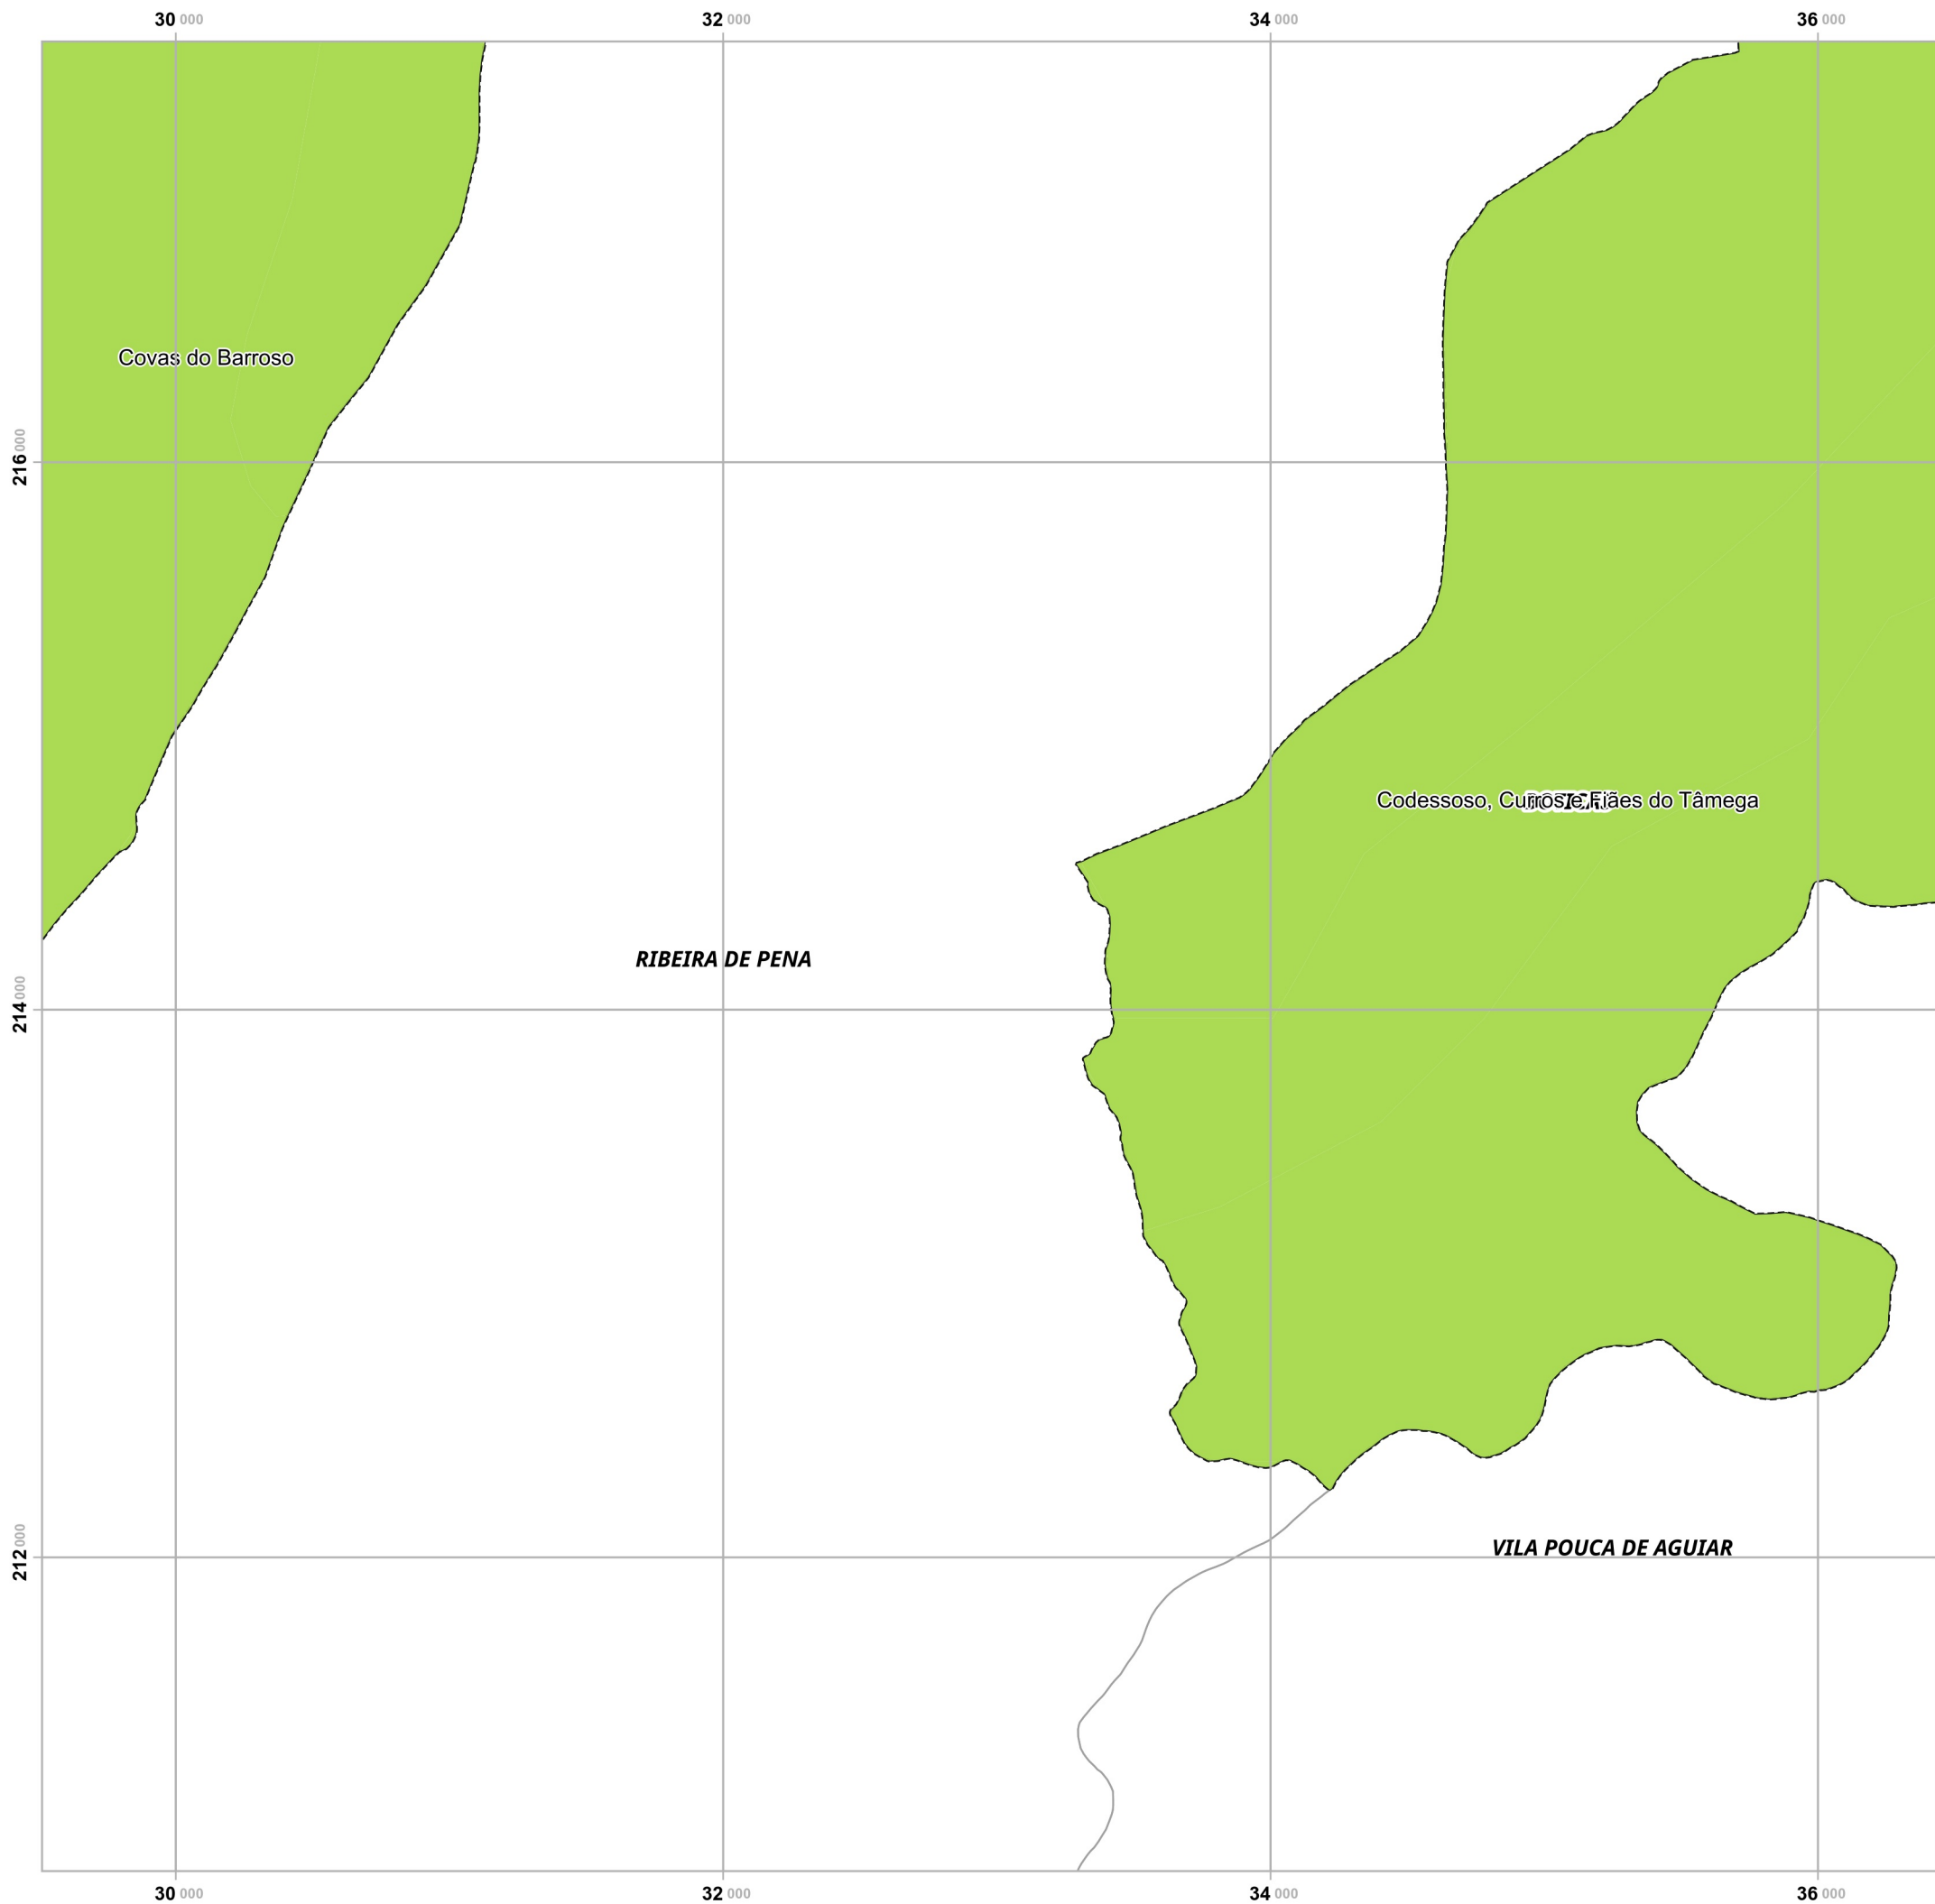 30 000
32 000
34 000
36 000
Covas do Barroso
216 000
Codessoso, Curros e Fiães do Tâmega
RIBEIRA DE PENA
214 000
VILA POUCA DE AGUIAR
212 000
30 000
32 000
34 000
36 000